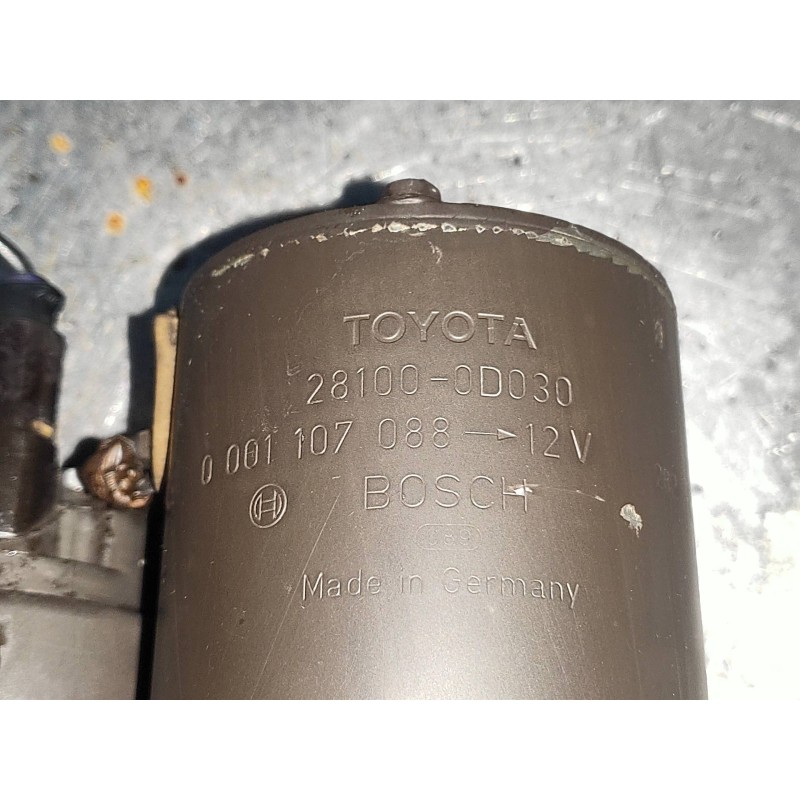 TOYOTA
28100-0D030
0 001 107 088 → 12 V
BOSCH
Made in Germany